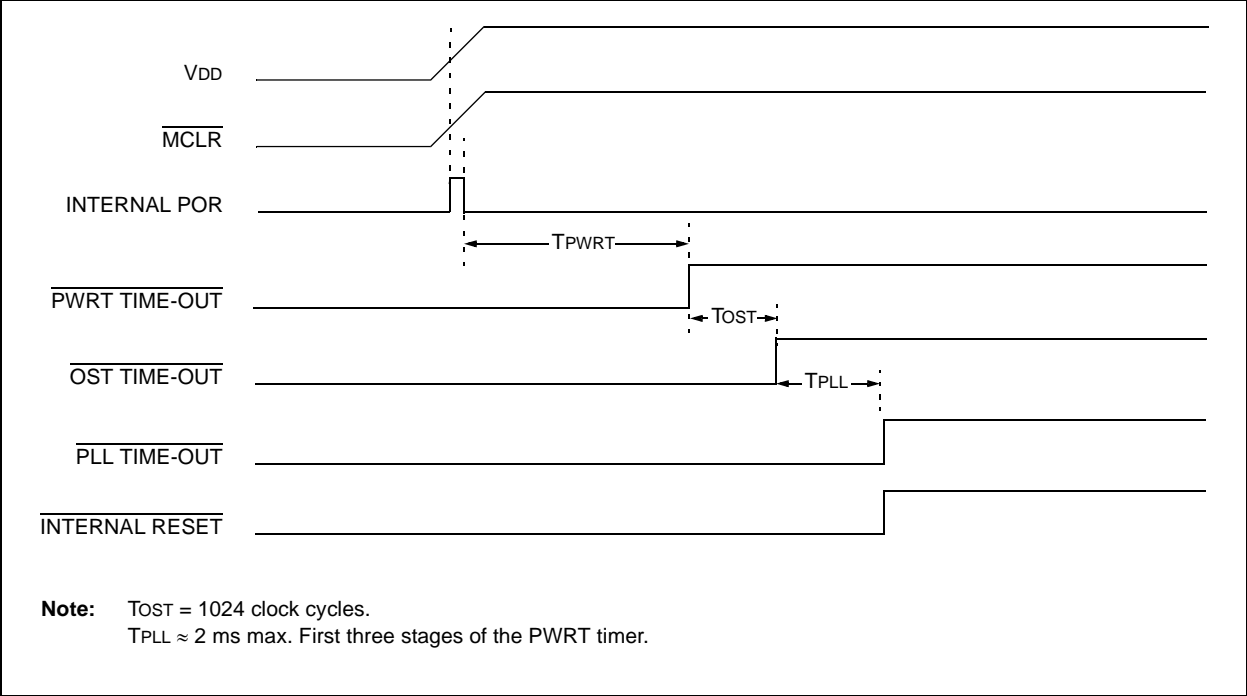 VDD
MCLR
INTERNAL POR
TPWRT
PWRT TIME-OUT
TOST
OST TIME-OUT
TPLL
PLL TIME-OUT
INTERNAL RESET
Note: TOST = 1024 clock cycles.
TPLL ≈ 2 ms max. First three stages of the PWRT timer.